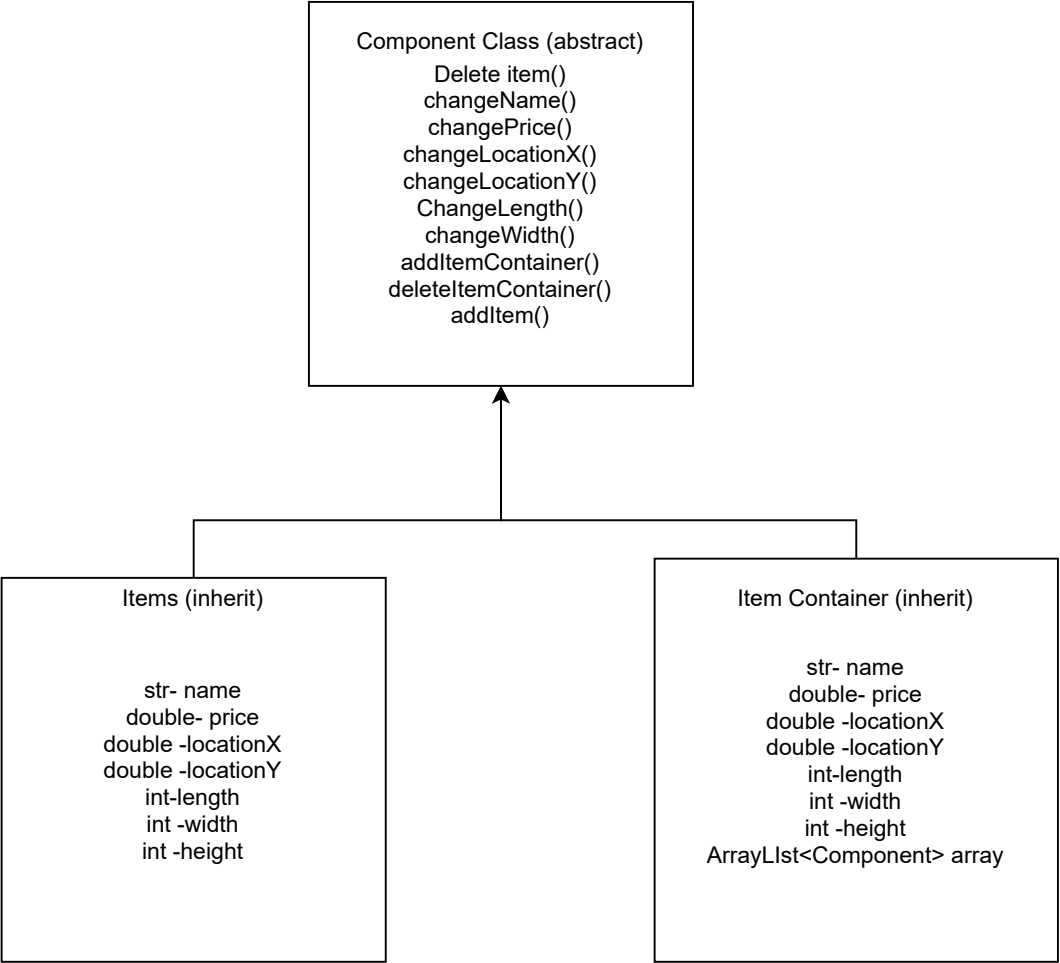 Component Class (abstract)
Delete item()
changeName()
changePrice()
changeLocationX()
changeLocationY()
ChangeLength()
changeWidth()
addItemContainer()
deleteItemContainer()
addItem()
Items (inherit)
str- name
double- price
double -locationX
double -locationY
int-length
int -width
int -height
Item Container (inherit)
str- name
double- price
double -locationX
double -locationY
int-length
int -width
int -height
ArrayLIst<Component> array